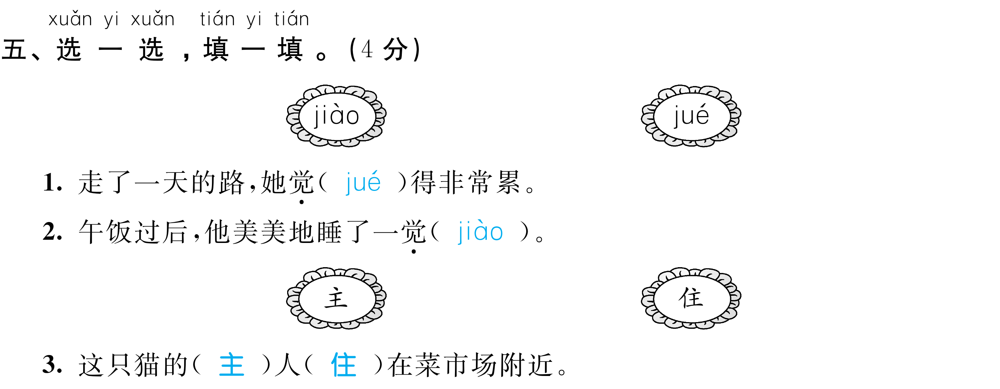 xuǎn yi xuǎn tián yi tián
五、选一选,填一填。(4分)
jiào jué
1. 走了一天的路,她觉( jué )得非常累。
2. 午饭过后,他美美地睡了一觉( jiào )。
主 住
3. 这只猫的( 主 )人( 住 )在菜市场附近。